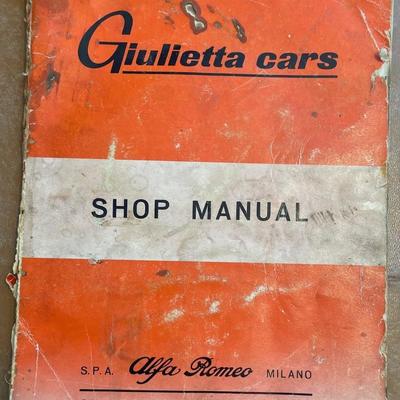 Giulietta cars
SHOP MANUAL
S.P.A. Alfa Romeo MILANO